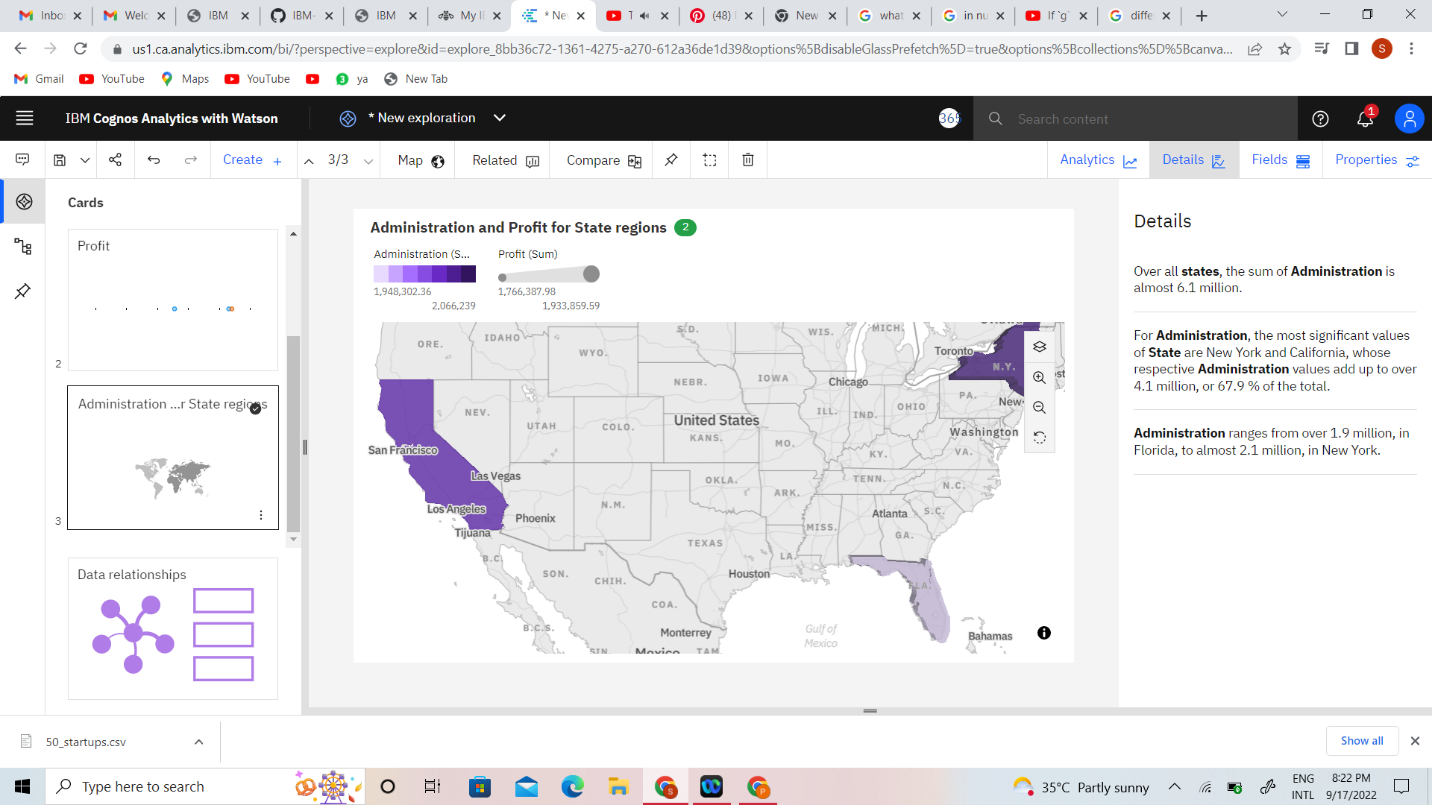 Inbo
Welc
IBM
IBM-
IBM
My II
* Ne
T
(48)
New
what
in nu
If 'g'
diffe
us1.ca.analytics.ibm.com/bi/?perspective=explore&id=explore_8bb36c72-1361-4275-a270-612a36de1d39&options%5BdisableGlassPrefetch%5D=true&options%5Bcollections%5D%5Bcanva...
S
Gmail
YouTube
Maps
YouTube
3
ya
New Tab
IBM Cognos Analytics with Watson
* New exploration
365
Search content
1
Create +
3/3
Map
Related
Compare
Analytics
Details
Fields
Properties
Cards
Profit
2
Administration ...r State regions
3
Data relationships
Administration and Profit for State regions 2
Administration (S...
Profit (Sum)
1,948,302.36
2,066,239
1,766,387.98
1,933,859.59
ORE.
IDAHO
WYO.
S.D.
WIS.
MICH.
Toronto
N.Y.
NEBR.
IOWA
Chicago
PA.
New
NEV.
UTAH
COLO.
United States
KANS.
MO.
ILL.
IND.
OHIO
Washington
San Francisco
Las Vegas
KY.
VA.
OKLA.
ARK.
TENN.
N.C.
Los Angeles
Phoenix
N.M.
Tijuana
MISS.
Atlanta
S.C.
GA.
TEXAS
LA.
B.C.
SON.
CHIH.
Houston
FLA.
COA.
B.C.S.
Monterrey
Gulf of
Mexico
Bahamas
SIN.
Mexico
TAM.
Details
Over all states, the sum of Administration is
almost 6.1 million.
For Administration, the most significant values
of State are New York and California, whose
respective Administration values add up to over
4.1 million, or 67.9 % of the total.
Administration ranges from over 1.9 million, in
Florida, to almost 2.1 million, in New York.
50_startups.csv
Show all
Type here to search
S
P
35°C Partly sunny
ENG
INTL
8:22 PM
9/17/2022